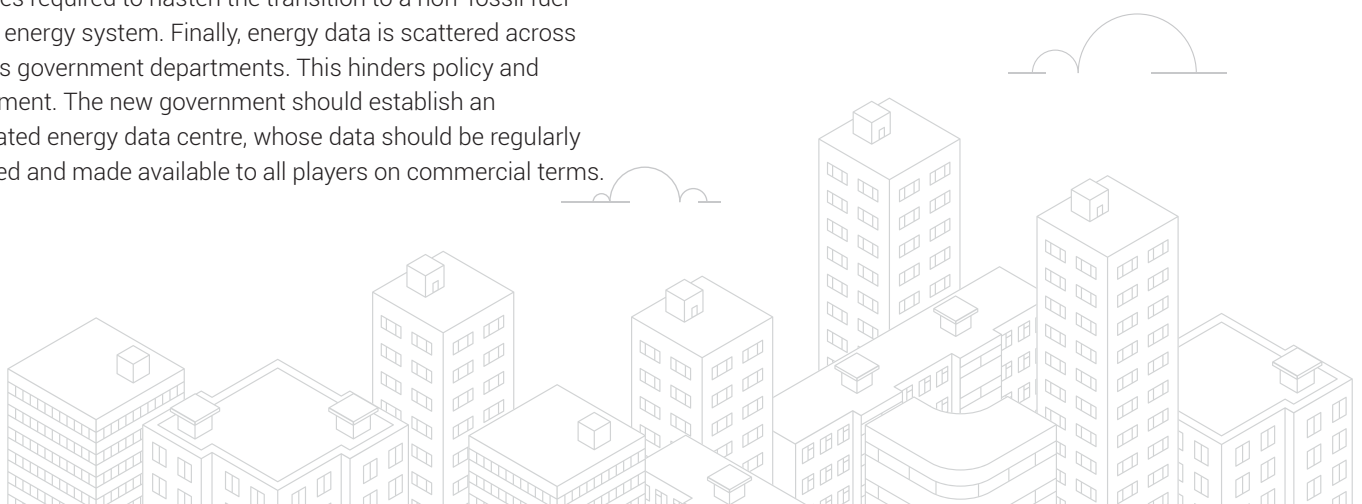 es required to hasten the transition to a non-fossil fuel
energy system. Finally, energy data is scattered across
s government departments. This hinders policy and
ment. The new government should establish an
ated energy data centre, whose data should be regularly
ed and made available to all players on commercial terms.